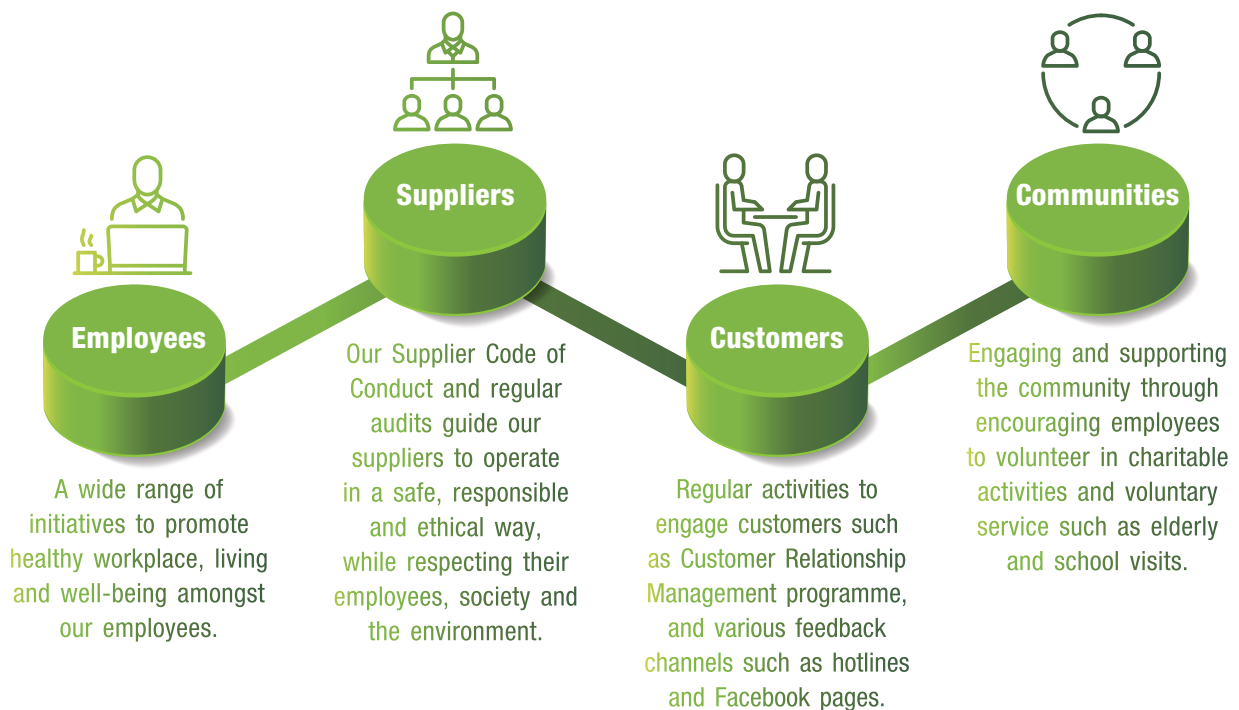 Employees
A wide range of
initiatives to promote
healthy workplace, living
and well-being amongst
our employees.
Suppliers
Our Supplier Code of
Conduct and regular
audits guide our
suppliers to operate
in a safe, responsible
and ethical way,
while respecting their
employees, society and
the environment.
Customers
Regular activities to
engage customers such
as Customer Relationship
Management programme,
and various feedback
channels such as hotlines
and Facebook pages.
Communities
Engaging and supporting
the community through
encouraging employees
to volunteer in charitable
activities and voluntary
service such as elderly
and school visits.